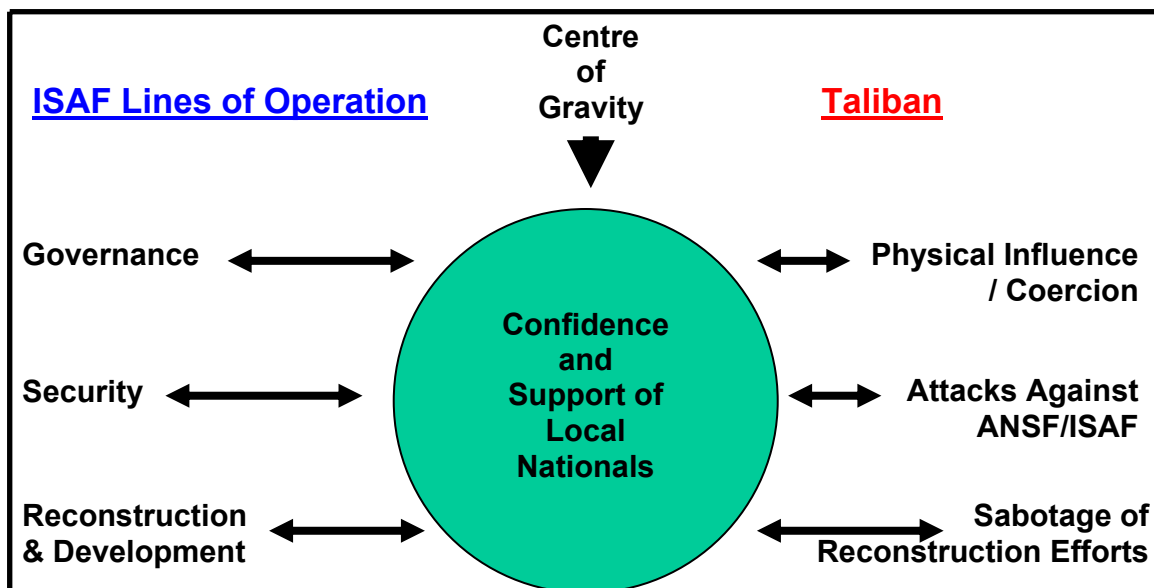 Centre
of
Gravity
ISAF Lines of Operation
Taliban
Governance
Security
Reconstruction
& Development
Confidence
and
Support of
Local
Nationals
Physical Influence
/ Coercion
Attacks Against
ANSF/ISAF
Sabotage of
Reconstruction Efforts